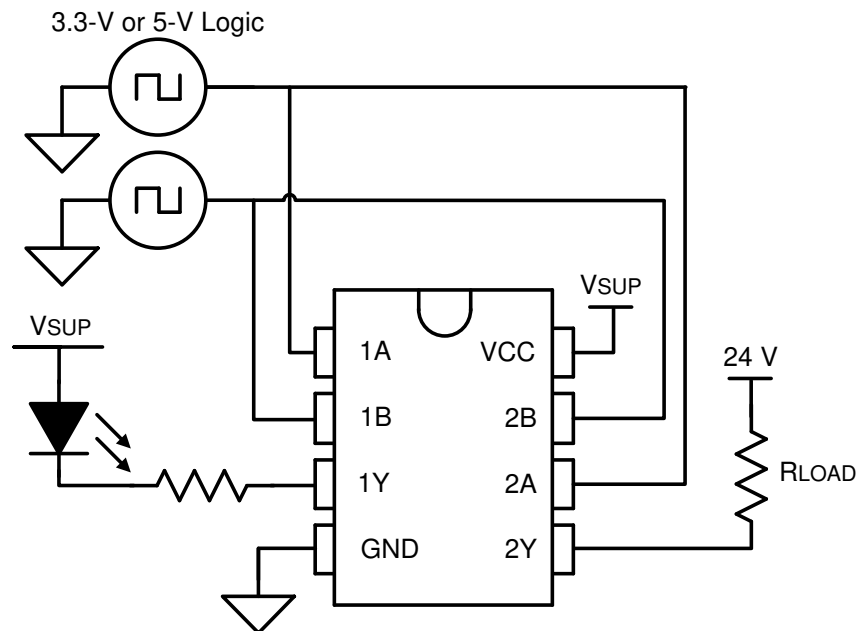 3.3-V or 5-V Logic
VSUP
VSUP
1A
VCC
24 V
1B
2B
1Y
2A
RLOAD
GND
2Y